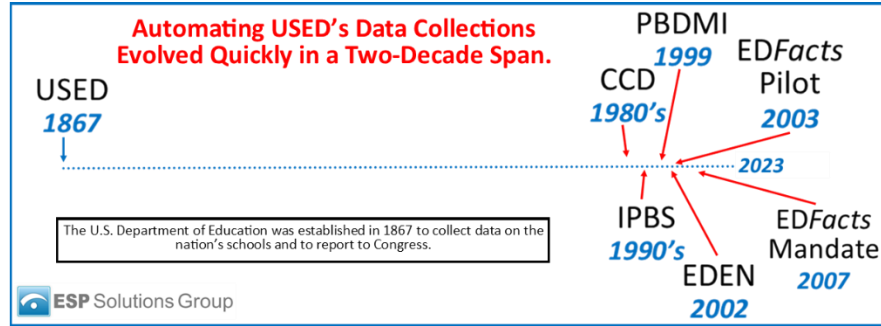 Automating USED's Data Collections
Evolved Quickly in a Two-Decade Span.
USED
1867
CCD
1980's
PBDMI
1999
EDFacts
Pilot
2003
2023
IPBS
1990's
EDEN
2002
EDFacts
Mandate
2007
The U.S. Department of Education was established in 1867 to collect data on the
nation's schools and to report to Congress.
ESP Solutions Group